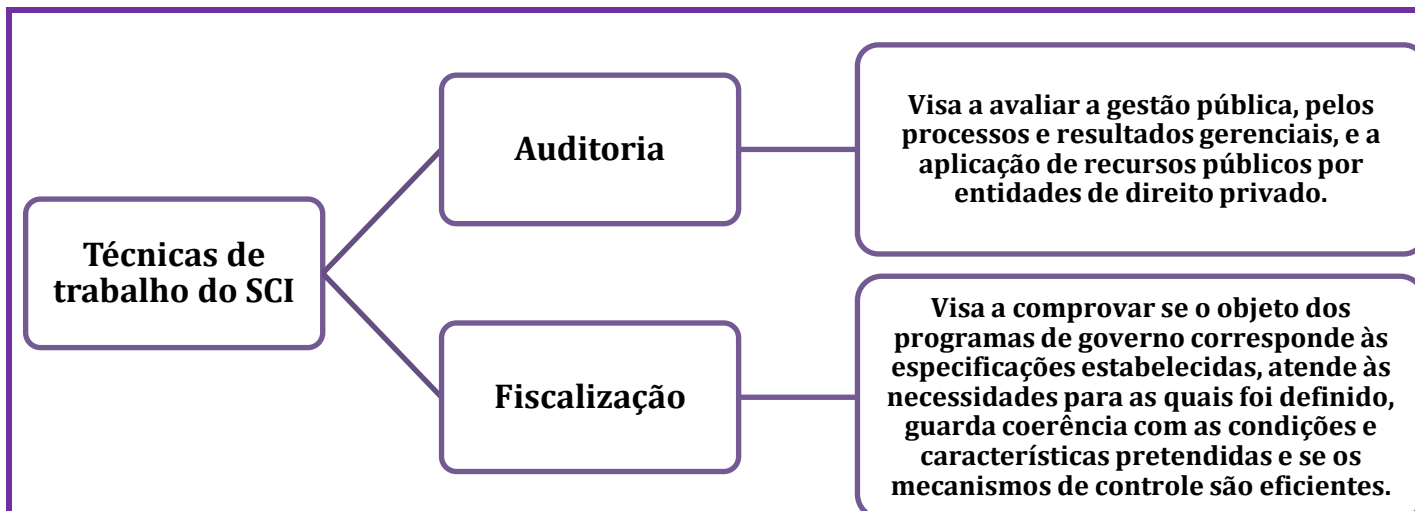 Técnicas de
trabalho do SCI
Auditoria
Visa a avaliar a gestão pública, pelos
processos e resultados gerenciais, e a
aplicação de recursos públicos por
entidades de direito privado.
Fiscalização
Visa a comprovar se o objeto dos
programas de governo corresponde às
especificações estabelecidas, atende às
necessidades para as quais foi definido,
guarda coerência com as condições e
características pretendidas e se os
mecanismos de controle são eficientes.